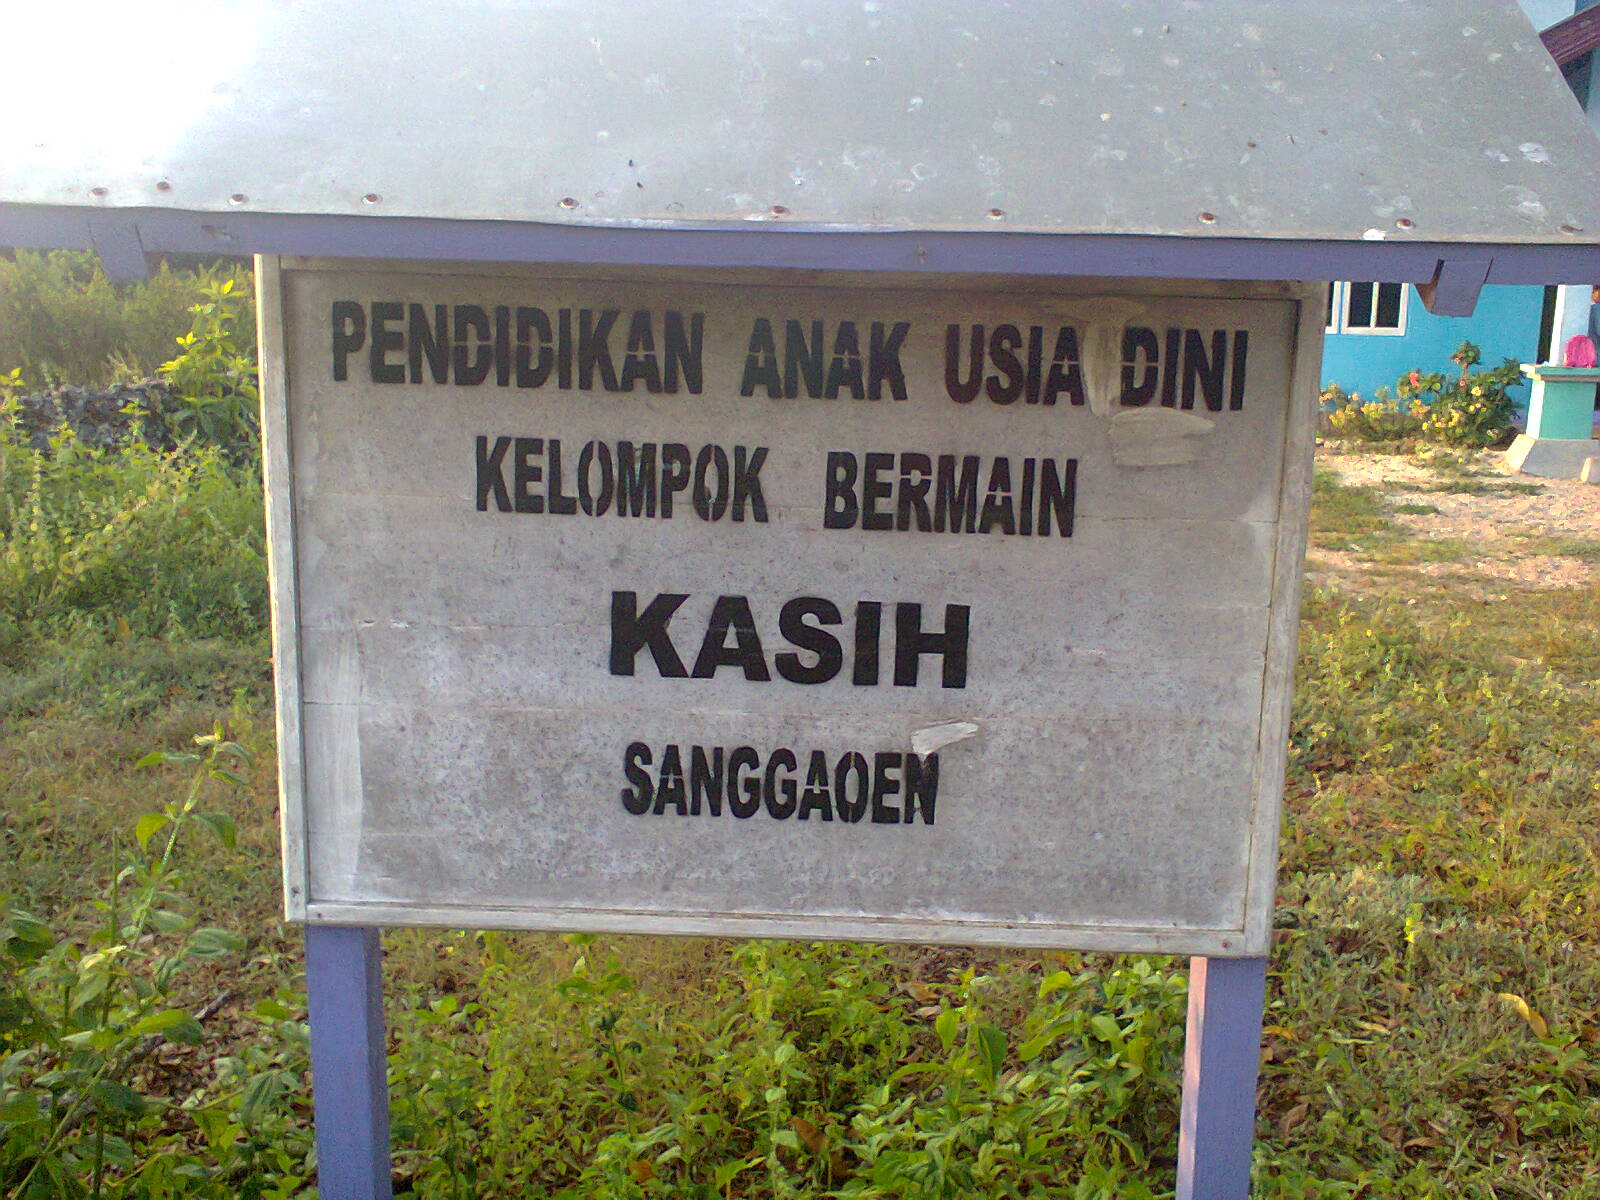 PENDIDIKAN ANAK USIA DINI
KELOMPOK BERMAIN
KASIH
SANGGAOEN